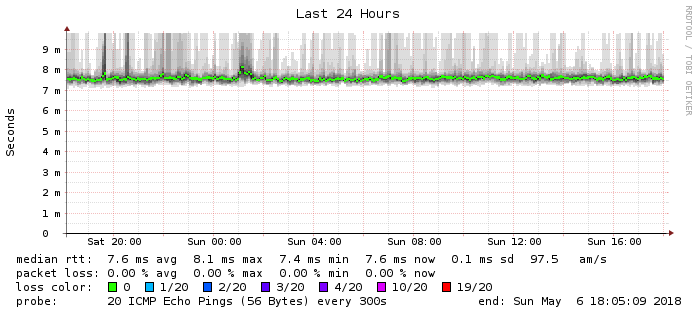 Last 24 Hours
RRDTOOL / TOBI OETIKER
Seconds
9 m
8 m
7 m
6 m
5 m
4 m
3 m
2 m
1 m
0
Sat 20:00 Sun 00:00 Sun 04:00 Sun 08:00 Sun 12:00 Sun 16:00
median rtt: 7.6 ms avg 8.1 ms max 7.4 ms min 7.6 ms now 0.1 ms sd 97.5 am/s
packet loss: 0.00 % avg 0.00 % max 0.00 % min 0.00 % now
loss color: 0 1/20 2/20 3/20 4/20 10/20 19/20
probe: 20 ICMP Echo Pings (56 Bytes) every 300s end: Sun May 6 18:05:09 2018